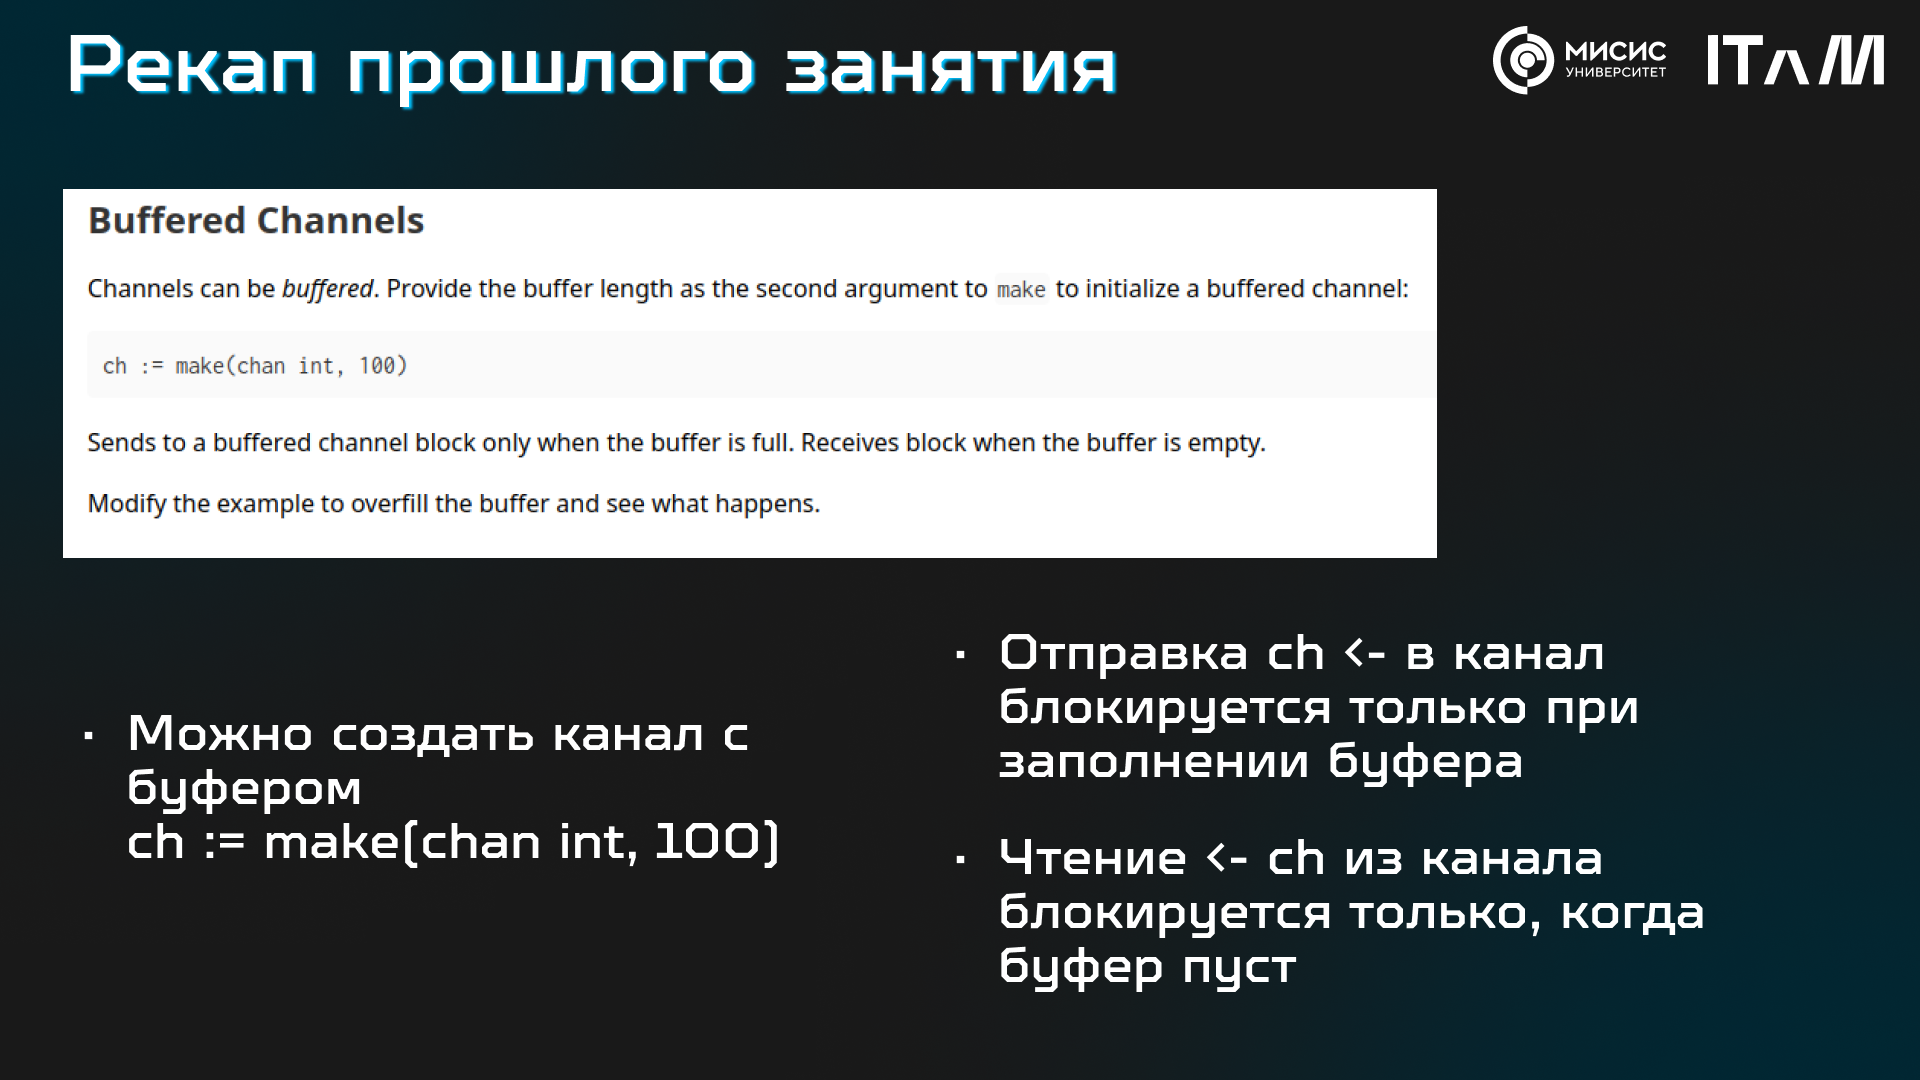 Рекап прошлого занятия
МИСИС
УНИВЕРСИТЕТ
ITAM
Buffered Channels
Channels can be buffered. Provide the buffer length as the second argument to make to initialize a buffered channel:
ch := make(chan int, 100)
Sends to a buffered channel block only when the buffer is full. Receives block when the buffer is empty.
Modify the example to overfill the buffer and see what happens.
· Можно создать канал с
буфером
ch := make(chan int, 100)
· Отправка ch <- в канал
блокируется только при
заполнении буфера
· Чтение <- ch из канала
блокируется только, когда
буфер пуст